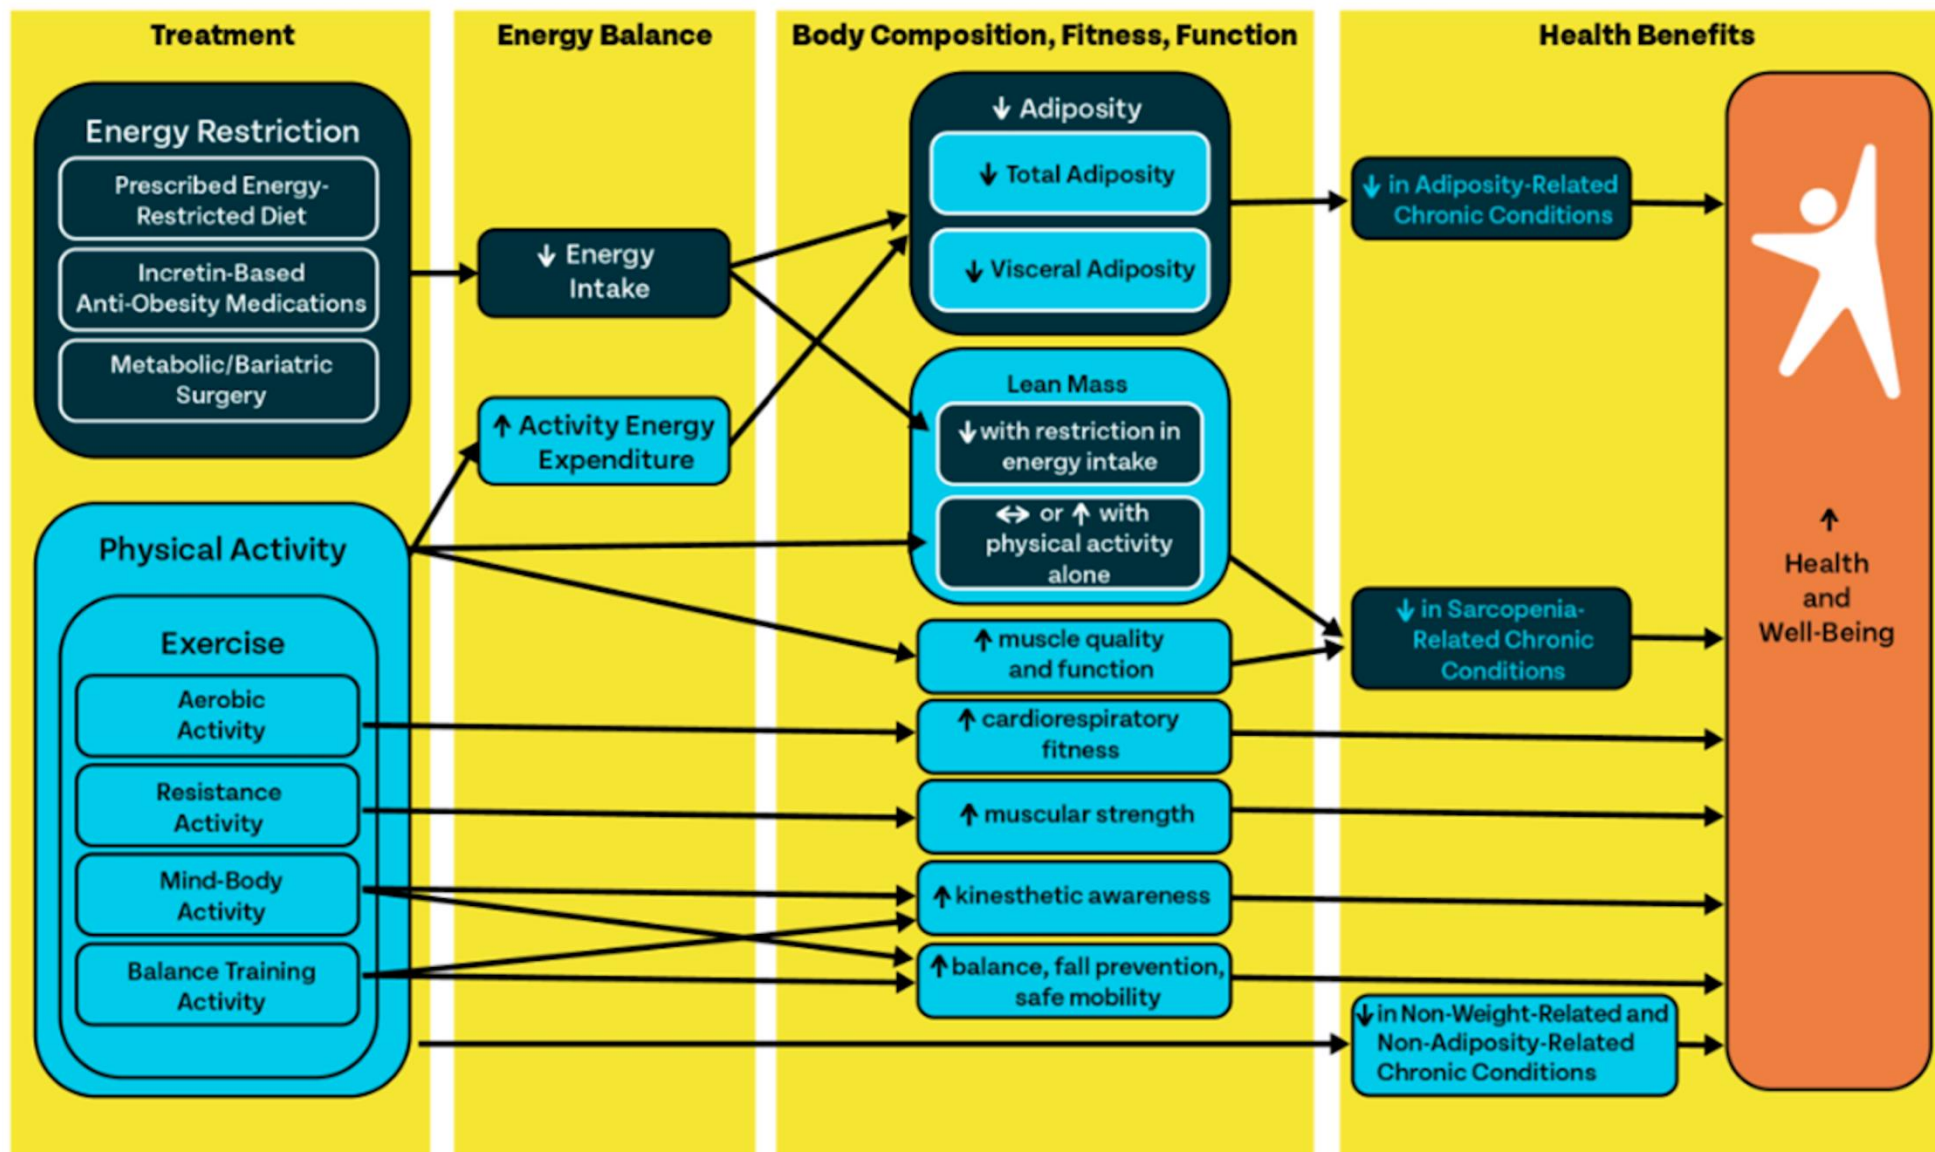 Treatment
Energy Restriction
Prescribed Energy-
Restricted Diet
Incretin-Based
Anti-Obesity Medications
Metabolic/Bariatric
Surgery
Physical Activity
Exercise
Aerobic
Activity
Resistance
Activity
Mind-Body
Activity
Balance Training
Activity
Energy Balance
↓ Energy
Intake
↑ Activity Energy
Expenditure
Body Composition, Fitness, Function
↓ Adiposity
↓ Total Adiposity
↓ Visceral Adiposity
Lean Mass
↓ with restriction in
energy intake
↔ or ↑ with
physical activity
alone
↑ muscle quality
and function
↑ cardiorespiratory
fitness
↑ muscular strength
↑ kinesthetic awareness
↑ balance, fall prevention,
safe mobility
Health Benefits
↓ in Adiposity-Related
Chronic Conditions
↓ in Sarcopenia-
Related Chronic
Conditions
↓ in Non-Weight-Related and
Non-Adiposity-Related
Chronic Conditions
↑
Health
and
Well-Being